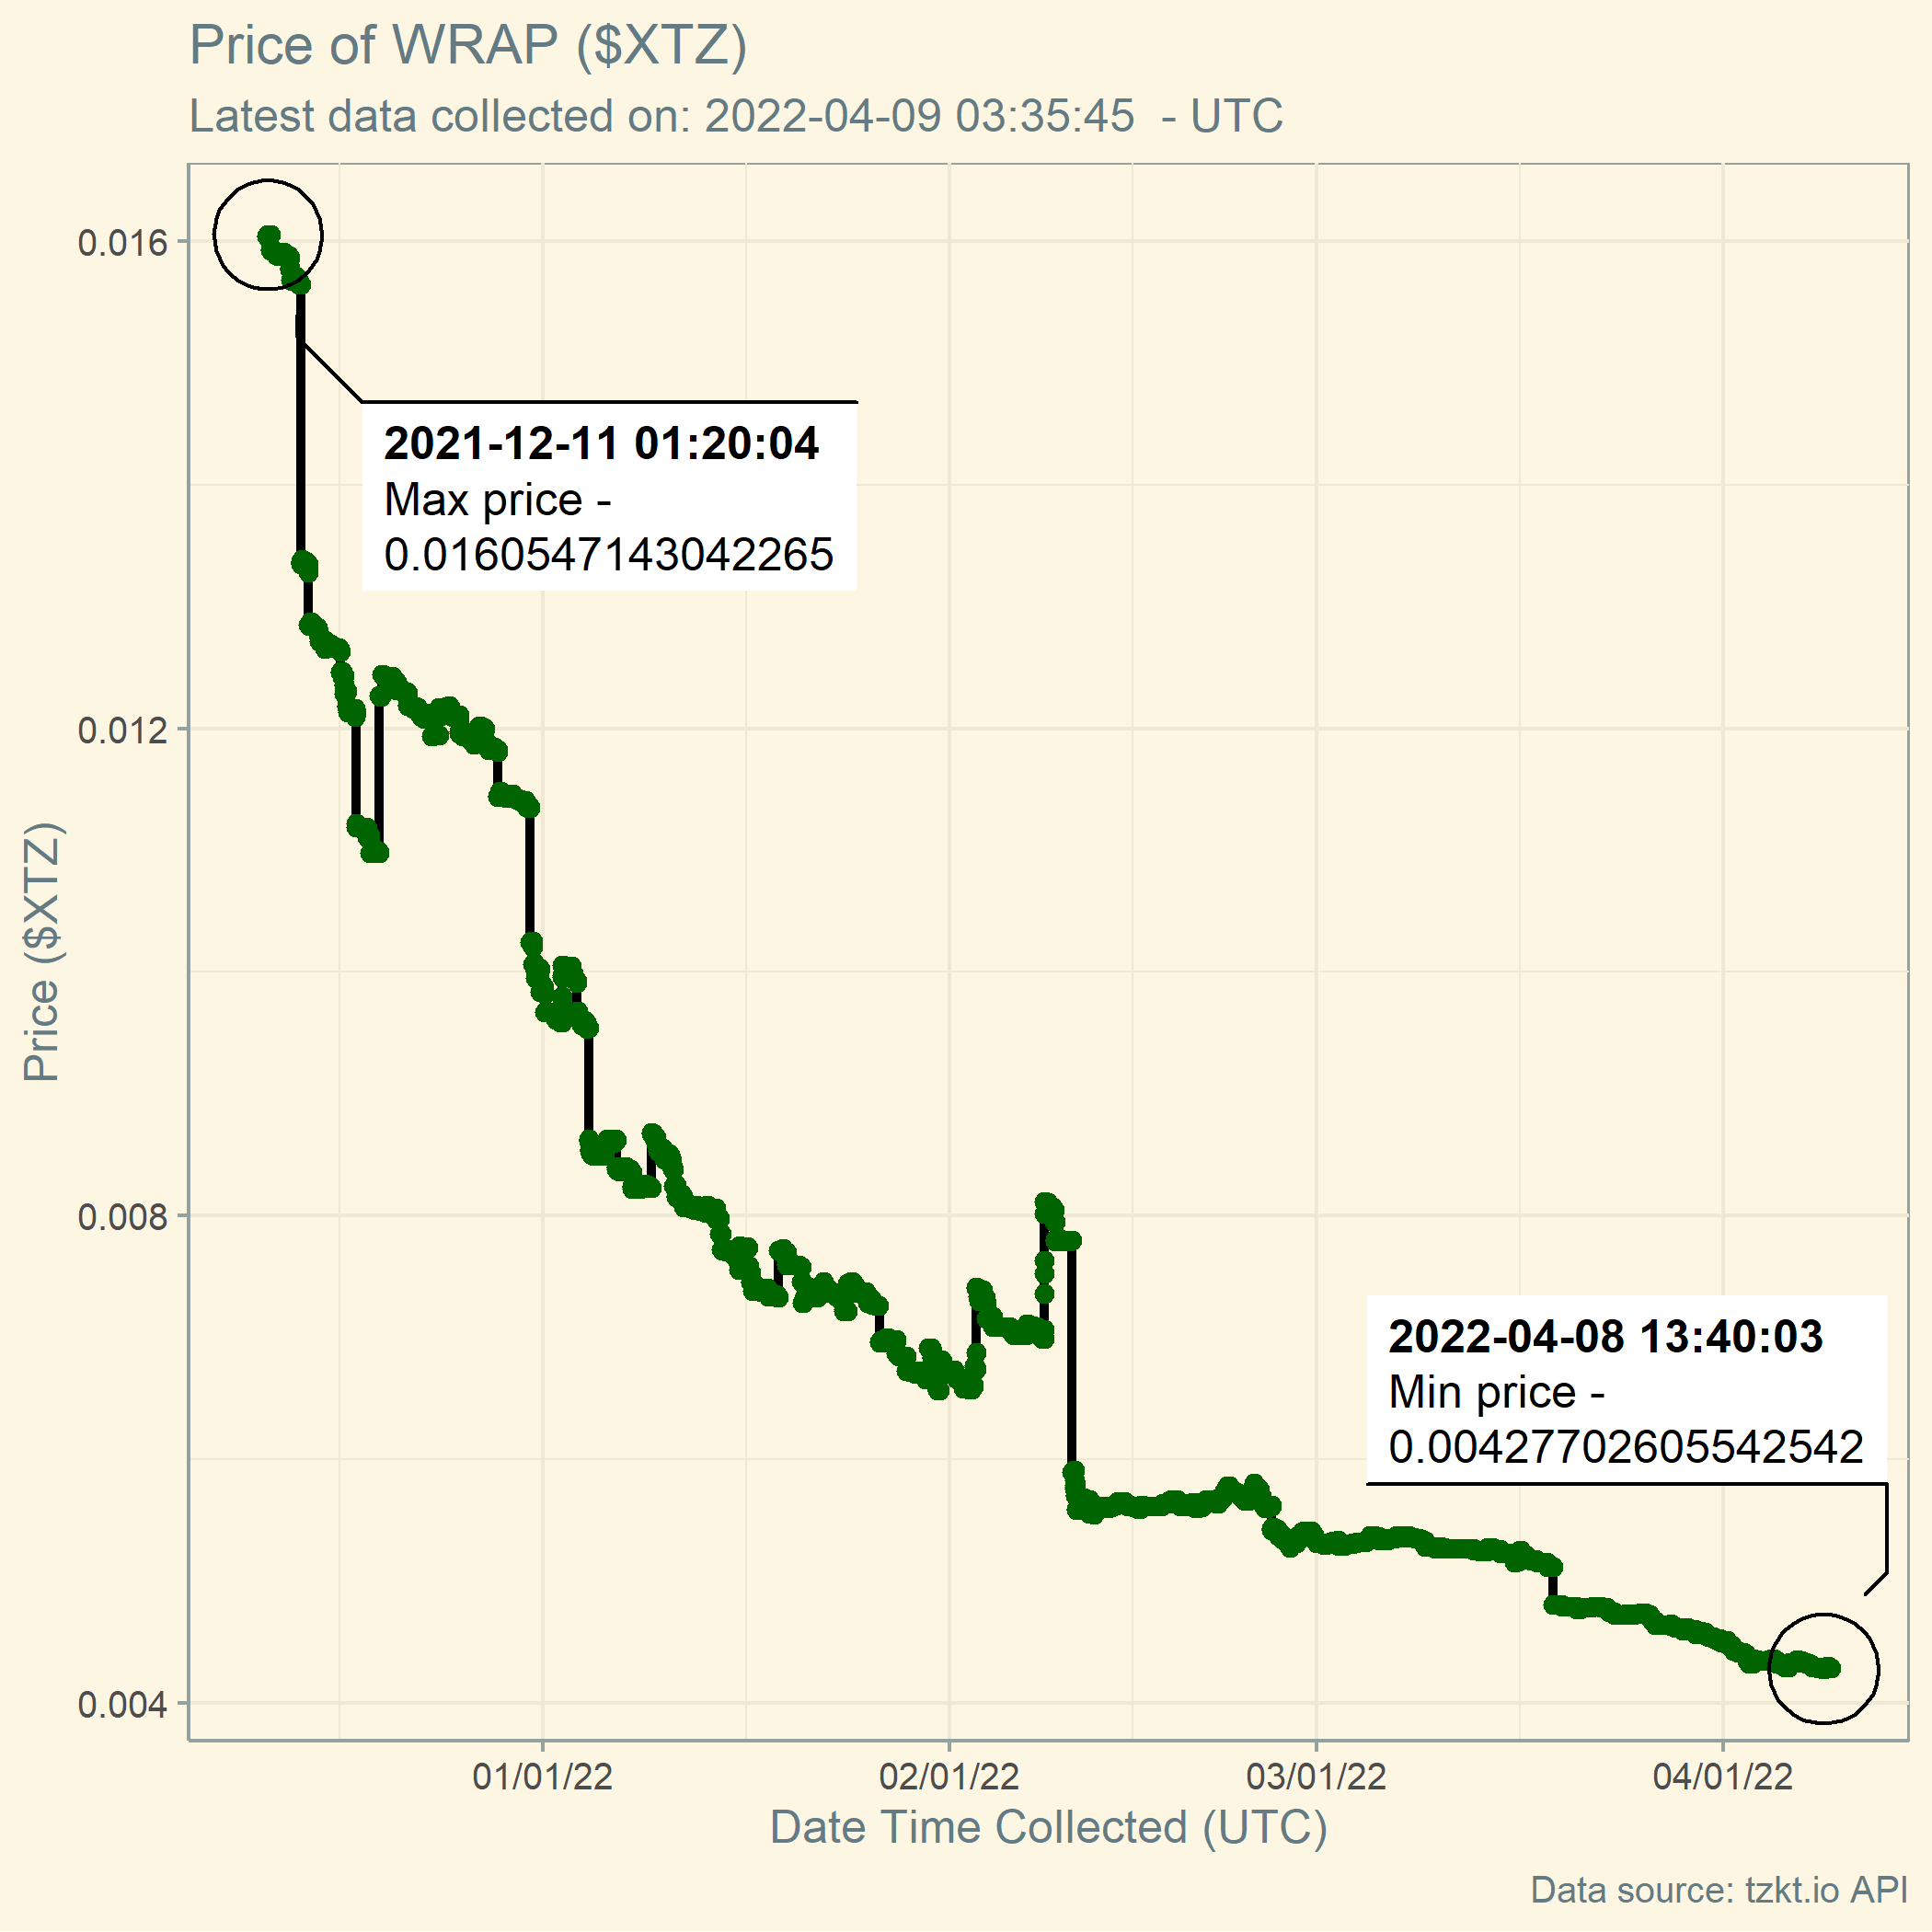 Price of WRAP ($XTZ)
Latest data collected on: 2022-04-09 03:35:45  - UTC
0.016
0.012
0.008
0.004
Price ($XTZ)
2021-12-11 01:20:04
Max price -
0.01605471430422​65
2022-04-08 13:40:03
Min price -
0.00427702605542542
01/01/22
02/01/22
03/01/22
04/01/22
Date Time Collected (UTC)
Data source: tzkt.io API